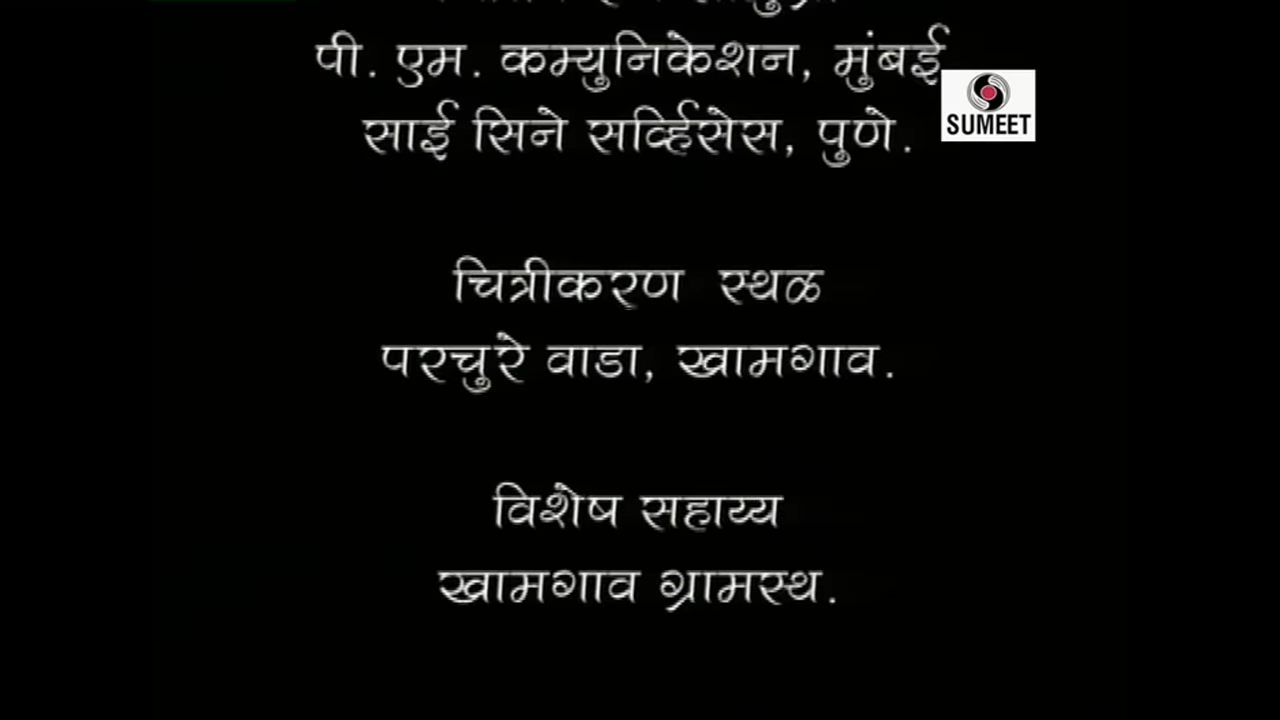 पी. एम. कम्युनिकेशन, मुंबई
साई सिने सर्व्हिसेस, पुणे.
SUMEET
चित्रीकरण स्थळ
परचुरे वाडा, खामगाव.
विशेष सहाय्य
खामगाव ग्रामस्थ.